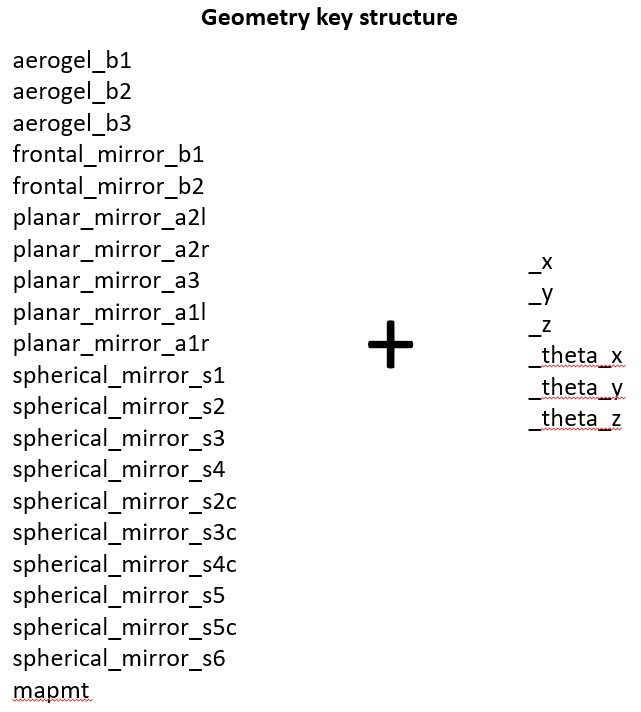 Geometry key structure
aerogel_b1
aerogel_b2
aerogel_b3
frontal_mirror_b1
frontal_mirror_b2
planar_mirror_a2l
planar_mirror_a2r
planar_mirror_a3
planar_mirror_a1l
planar_mirror_a1r
spherical_mirror_s1
spherical_mirror_s2
spherical_mirror_s3
spherical_mirror_s4
spherical_mirror_s2c
spherical_mirror_s3c
spherical_mirror_s4c
spherical_mirror_s5
spherical_mirror_s5c
spherical_mirror_s6
mapmt
+
_x
_y
_z
_theta_x
_theta_y
_theta_z